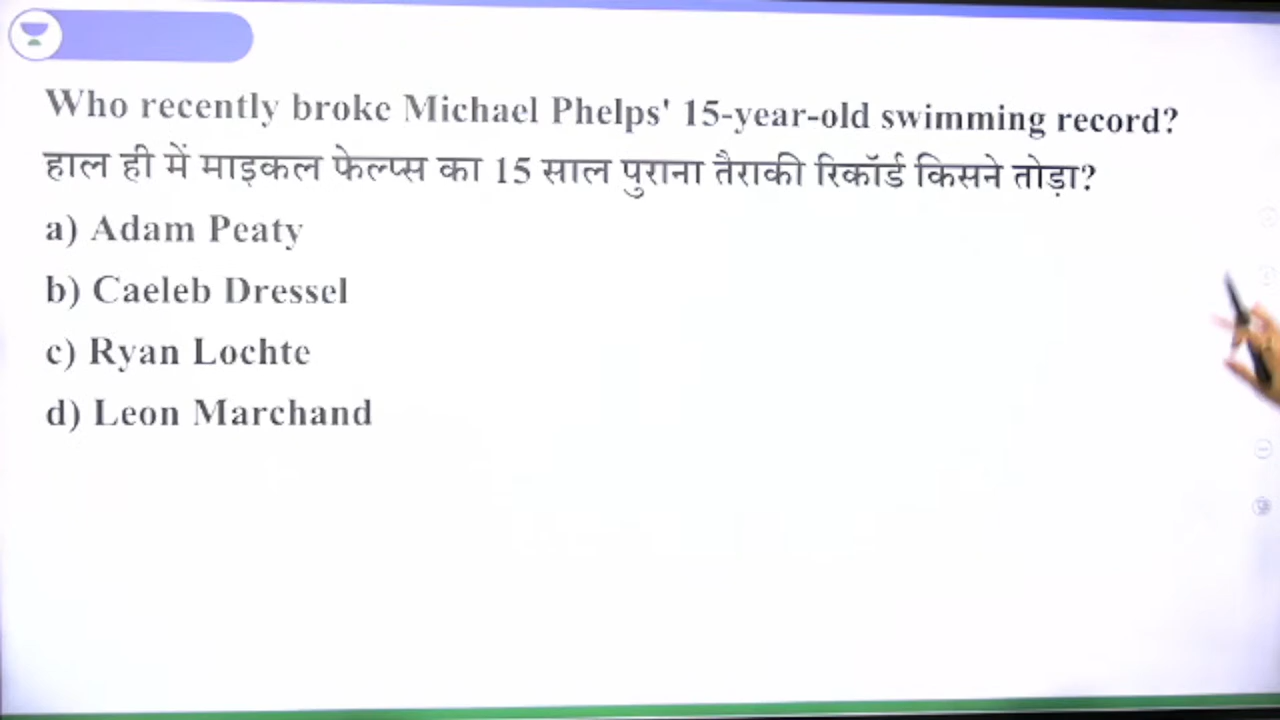 Who recently broke Michael Phelps' 15-year-old swimming record?
हाल ही में माइकल फेल्प्स का 15 साल पुराना तैराकी रिकॉर्ड किसने तोड़ा?
a) Adam Peaty
b) Caeleb Dressel
c) Ryan Lochte
d) Leon Marchand